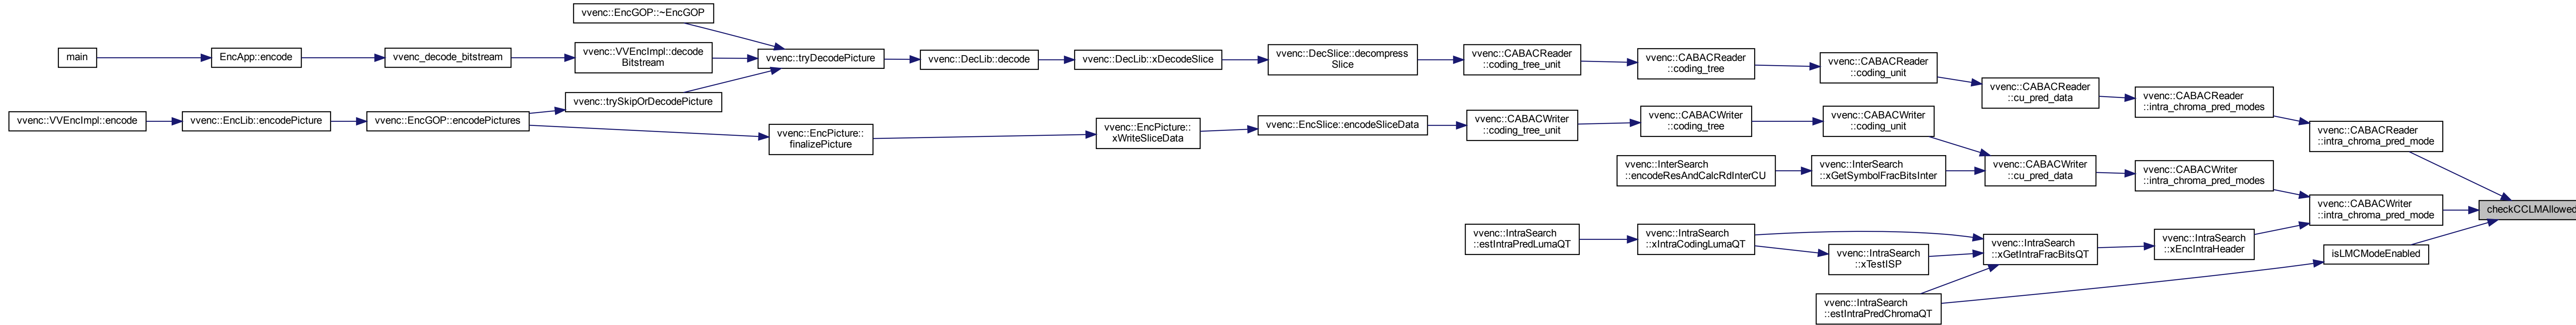 vvenc::EncGOP::~EncGOP
main
EncApp::encode
vvenc_decode_bitstream
vvenc::VVEncImpl::decode
Bitstream
vvenc::tryDecodePicture
vvenc::DecLib::decode
vvenc::DecLib::xDecodeSlice
vvenc::DecSlice::decompress
Slice
vvenc::CABACReader
::coding_tree_unit
vvenc::CABACReader
::coding_tree
vvenc::CABACReader
::coding_unit
vvenc::CABACReader
::cu_pred_data
vvenc::CABACReader
::intra_chroma_pred_modes
vvenc::CABACReader
::intra_chroma_pred_mode
vvenc::trySkipOrDecodePicture
vvenc::VVEncImpl::encode
vvenc::EncLib::encodePicture
vvenc::EncGOP::encodePictures
vvenc::EncPicture::
finalizePicture
vvenc::EncPicture::
xWriteSliceData
vvenc::EncSlice::encodeSliceData
vvenc::CABACWriter
::coding_tree_unit
vvenc::CABACWriter
::coding_tree
vvenc::CABACWriter
::coding_unit
vvenc::InterSearch
::encodeResAndCalcRdInterCU
vvenc::InterSearch
::xGetSymbolFracBitsInter
vvenc::CABACWriter
::cu_pred_data
vvenc::CABACWriter
::intra_chroma_pred_modes
vvenc::CABACWriter
::intra_chroma_pred_mode
checkCCLMAllowed
vvenc::IntraSearch
::estIntraPredLumaQT
vvenc::IntraSearch
::xIntraCodingLumaQT
vvenc::IntraSearch
::xTestISP
vvenc::IntraSearch
::xGetIntraFracBitsQT
vvenc::IntraSearch
::xEncIntraHeader
isLMCModeEnabled
vvenc::IntraSearch
::estIntraPredChromaQT